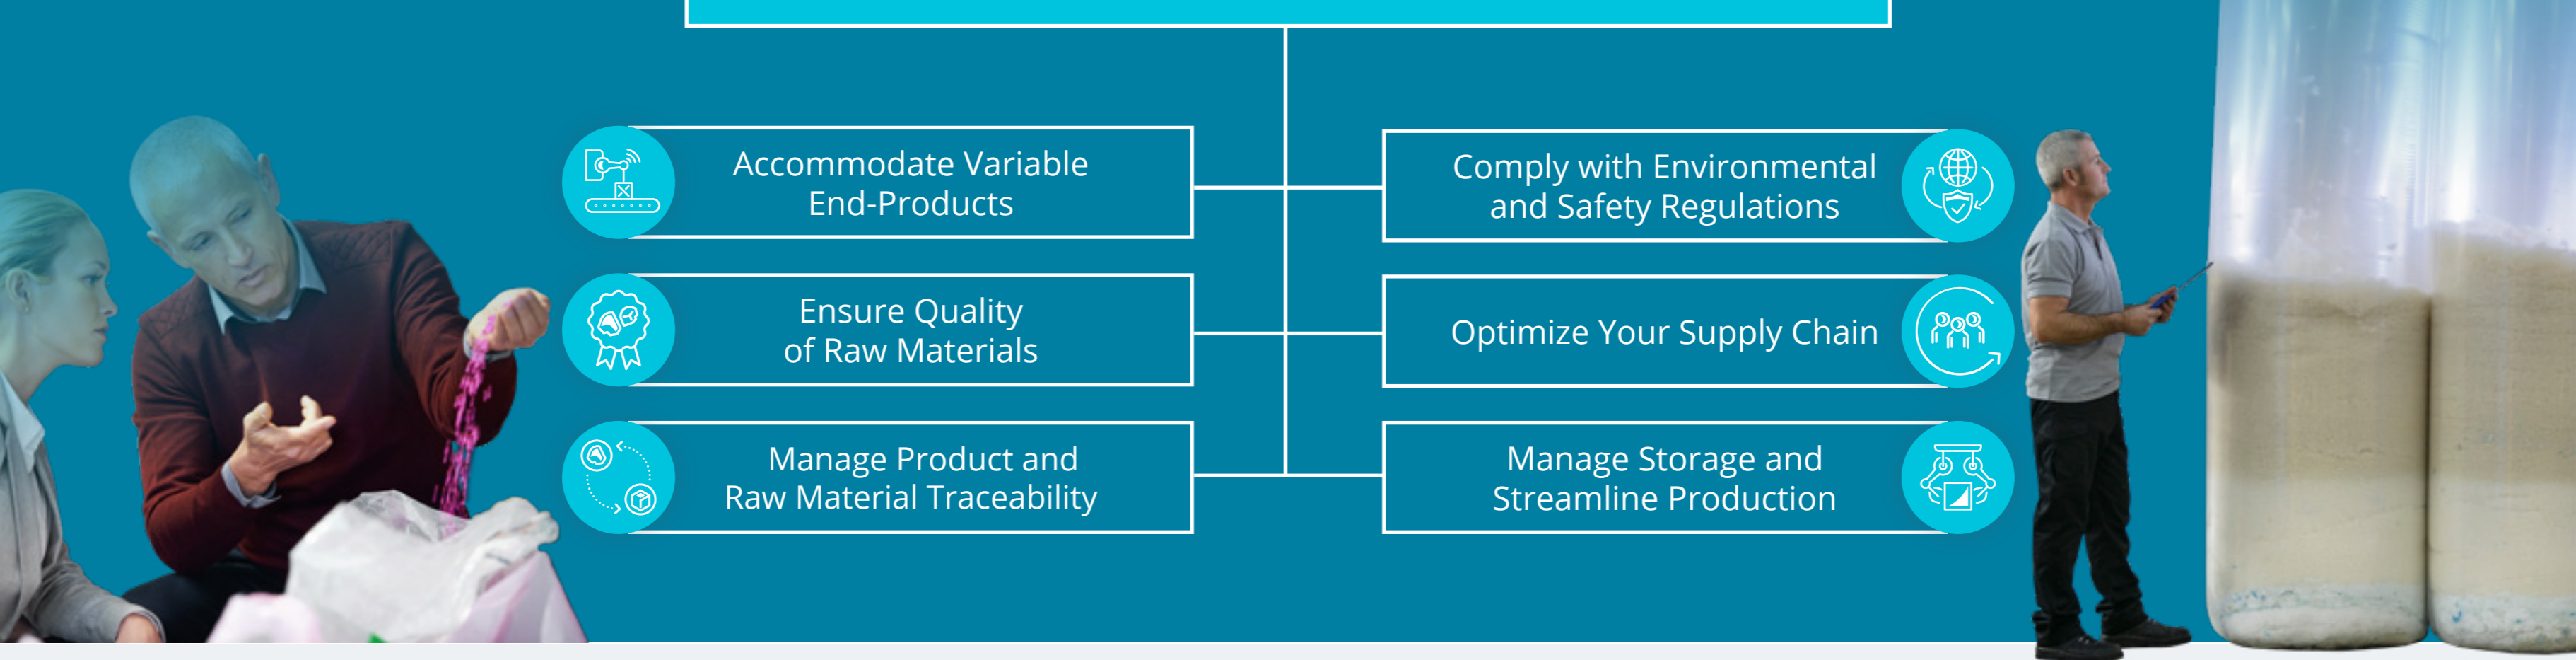 Accommodate Variable
End-Products
Ensure Quality
of Raw Materials
Manage Product and
Raw Material Traceability
Comply with Environmental
and Safety Regulations
Optimize Your Supply Chain
Manage Storage and
Streamline Production